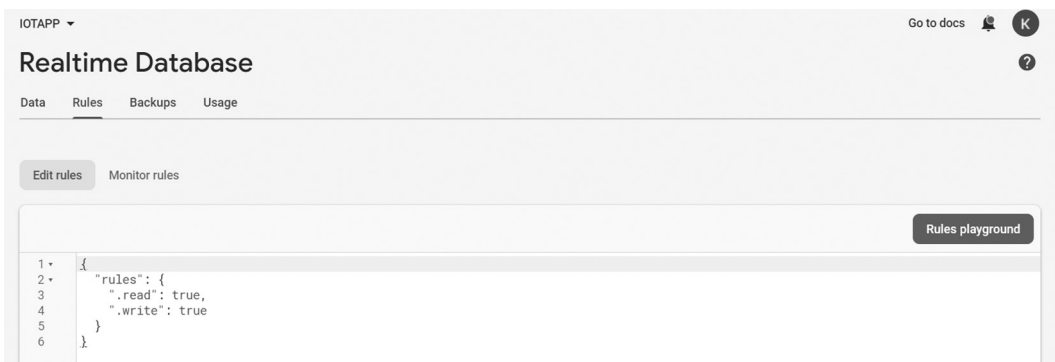 IOTAPP
Go to docs
K
Realtime Database
?
Data Rules Backups Usage
Edit rules Monitor rules
Rules playground
1 {
2 "rules": {
3 ".read": true,
4 ".write": true
5 }
6 }